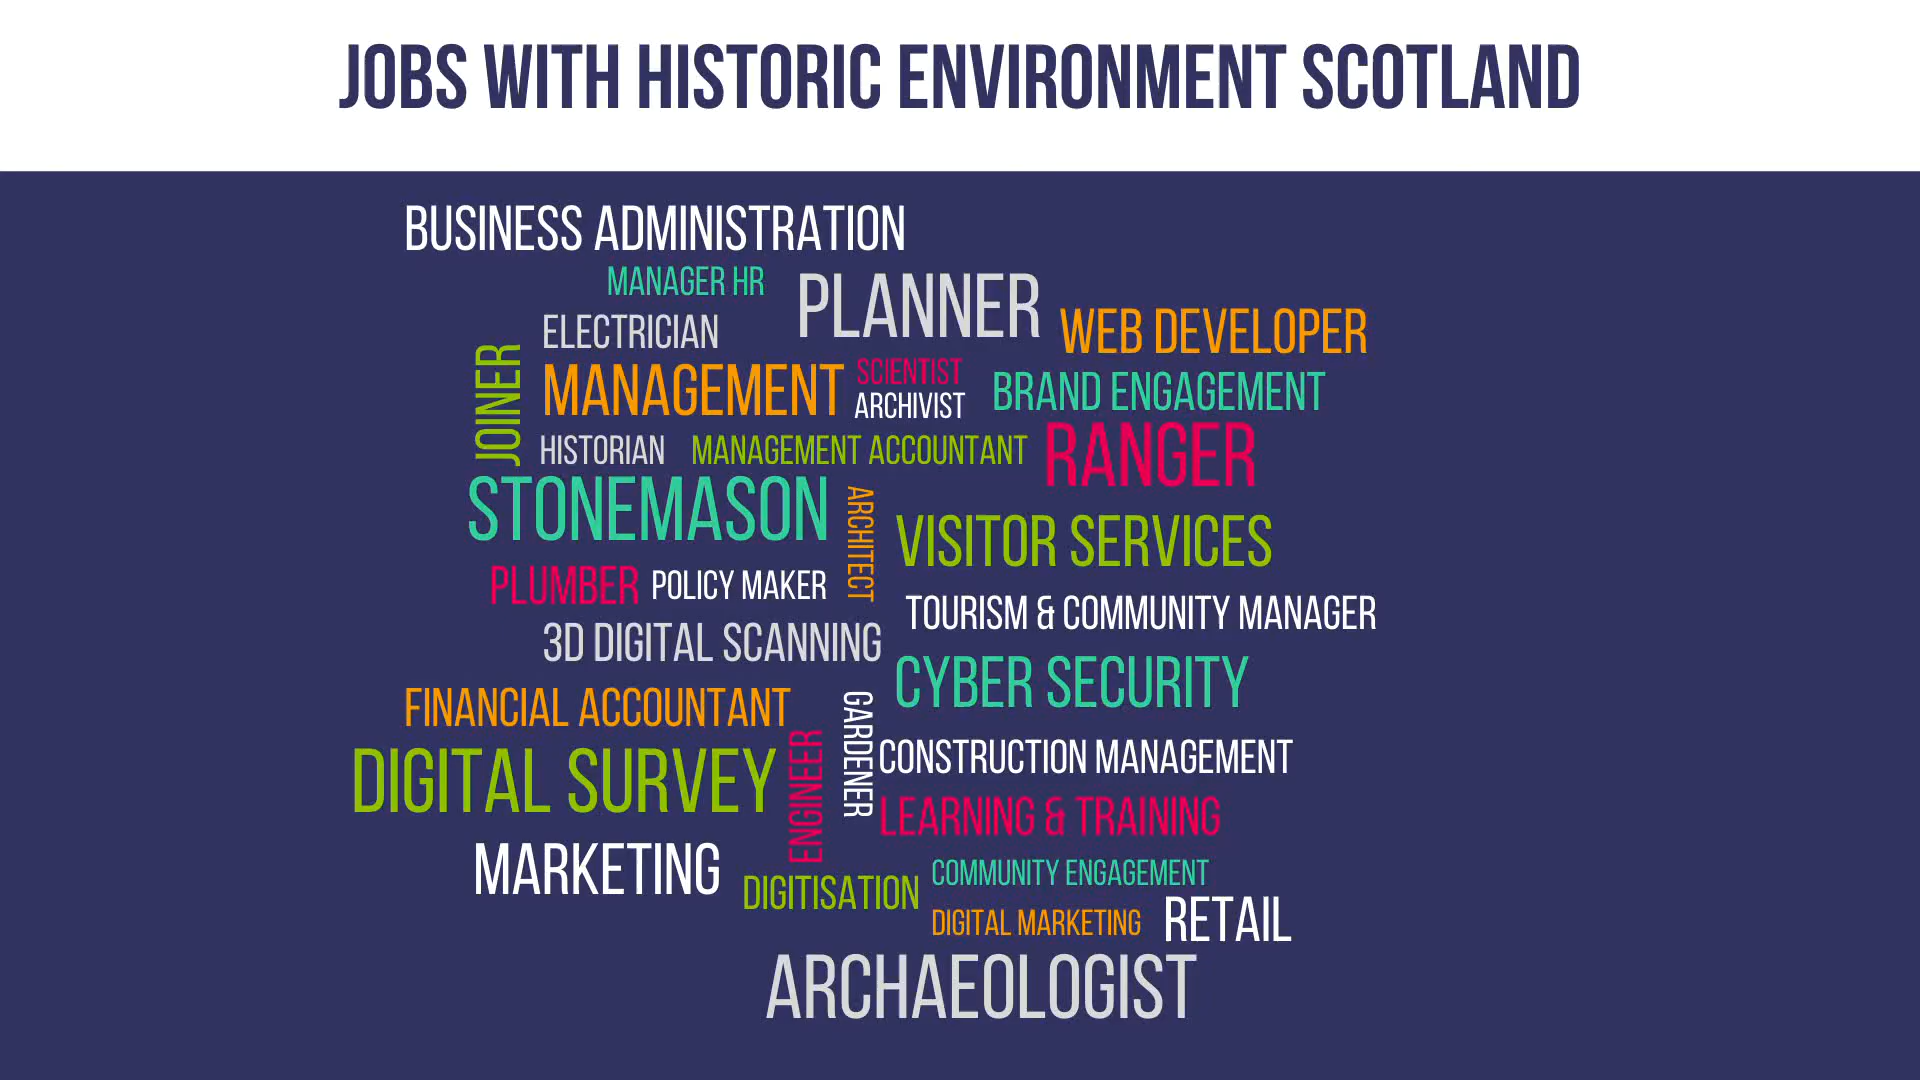 JOBS WITH HISTORIC ENVIRONMENT SCOTLAND
BUSINESS ADMINISTRATION
MANAGER HR
PLANNER
ELECTRICIAN
WEB DEVELOPER
JOINER
MANAGEMENT
SCIENTIST
ARCHIVIST
BRAND ENGAGEMENT
HISTORIAN
MANAGEMENT ACCOUNTANT
RANGER
STONEMASON
ARCHITECT
VISITOR SERVICES
PLUMBER
POLICY MAKER
TOURISM & COMMUNITY MANAGER
3D DIGITAL SCANNING
CYBER SECURITY
FINANCIAL ACCOUNTANT
GARDENER
DIGITAL SURVEY
ENGINEER
CONSTRUCTION MANAGEMENT
LEARNING & TRAINING
MARKETING
DIGITISATION
COMMUNITY ENGAGEMENT
DIGITAL MARKETING
RETAIL
ARCHAEOLOGIST